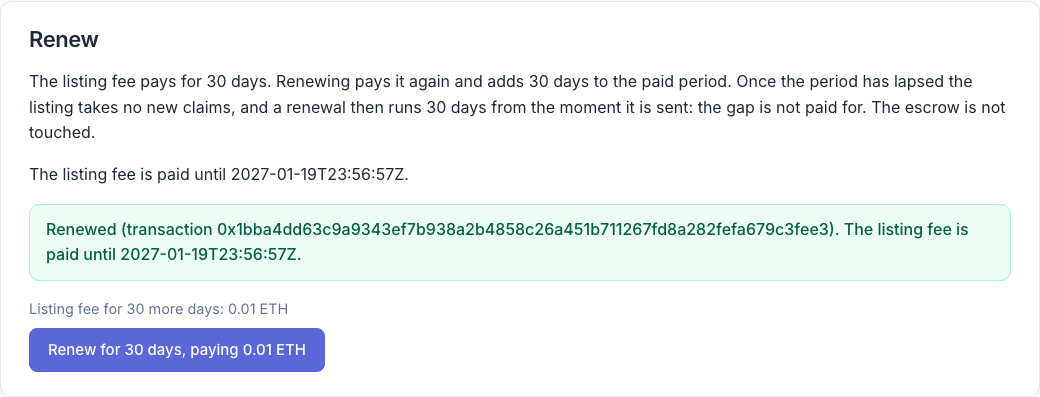 Renew
The listing fee pays for 30 days. Renewing pays it again and adds 30 days to the paid period. Once the period has lapsed the
listing takes no new claims, and a renewal then runs 30 days from the moment it is sent: the gap is not paid for. The escrow is not
touched.
The listing fee is paid until 2027-01-19T23:56:57Z.
Renewed (transaction 0x1bba4dd63c9a9343ef7b938a2b4858c26a451b711267fd8a282fefa679c3fee3). The listing fee is
paid until 2027-01-19T23:56:57Z.
Listing fee for 30 more days: 0.01 ETH
Renew for 30 days, paying 0.01 ETH